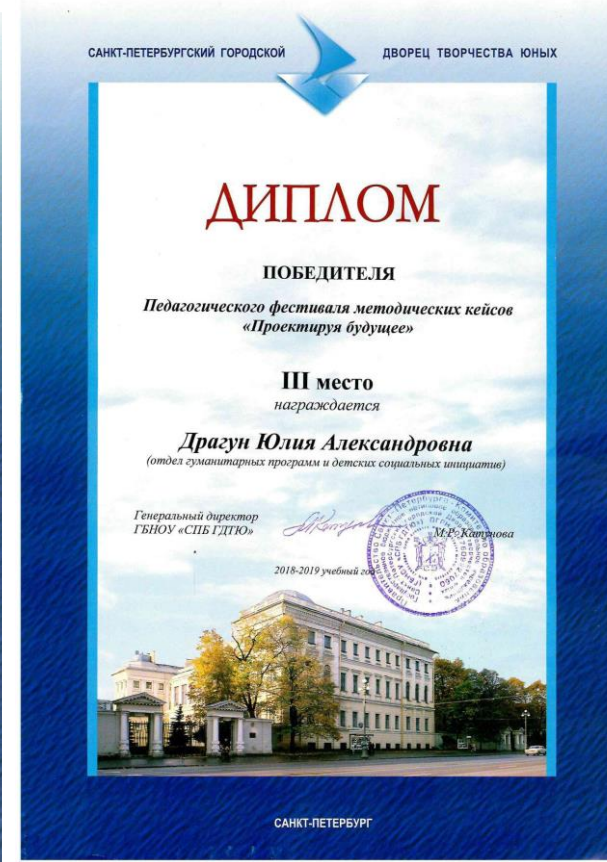 САНКТ-ПЕТЕРБУРГСКИЙ ГОРОДСКОЙ ДВОРЕЦ ТВОРЧЕСТВА ЮНЫХ
ДИПЛОМ
ПОБЕДИТЕЛЯ
Педагогического фестиваля методических кейсов
«Проектируя будущее»
III место
награждается
Драгун Юлия Александровна
(отдел гуманитарных программ и детских социальных инициатив)
Генеральный директор
ГБНОУ «СПБ ГДТЮ» М.Р. Катунова
2018-2019 учебный год
САНКТ-ПЕТЕРБУРГ